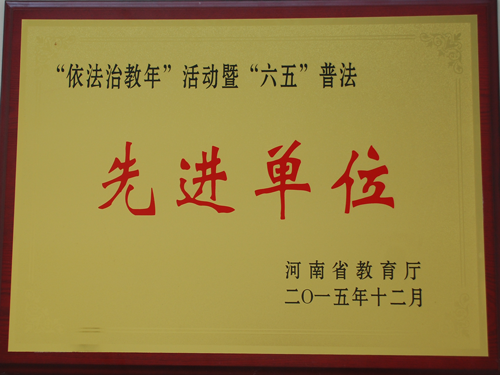 “依法治教年”活动暨“六五”普法
先进单位
河南省教育厅
二〇一五年十二月